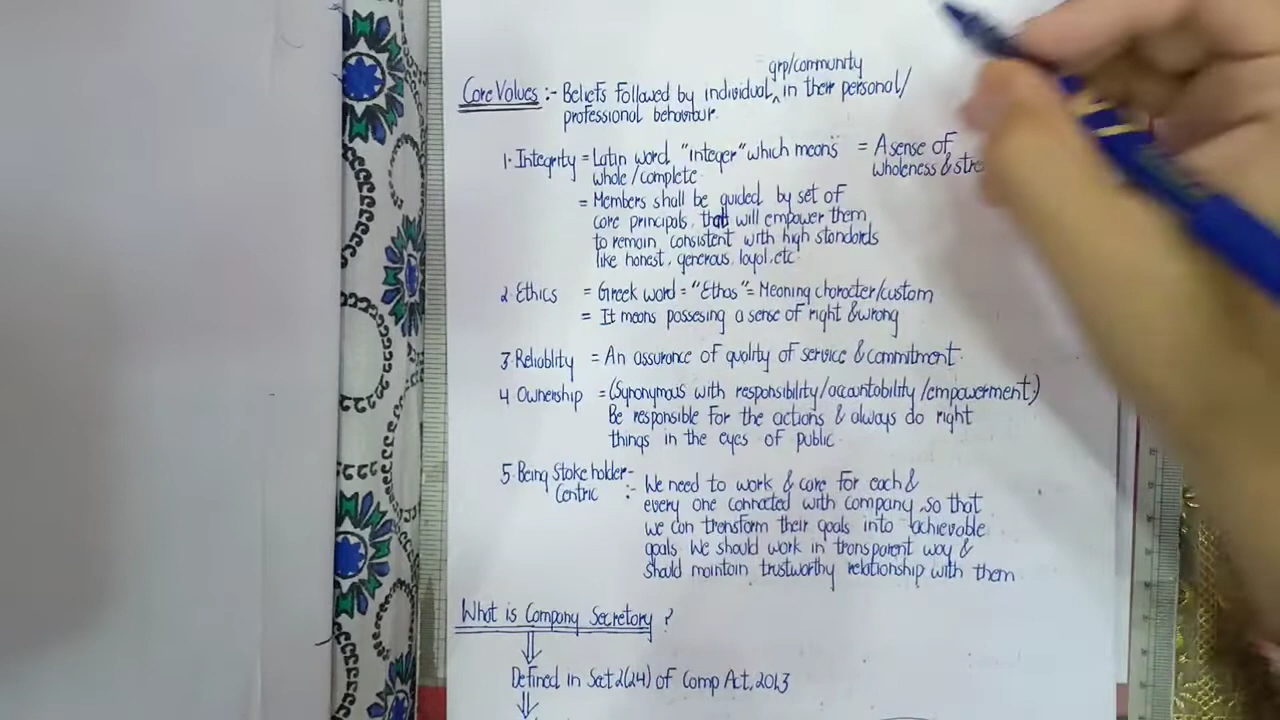 grp/community
Core Values :- Beliefs Followed by individual ^ in their personal/
professional behaviour.
1. Integrity = Latin word "integer" which means = A sense of
whole/complete wholeness &
= Members shall be guided by set of
core principals, that will empower them
to remain consistent with high standards
like honest, generous, loyal, etc.
2. Ethics = Greek word = "Ethos" = Meaning character/custom
= It means possesing a sense of right & wrong
3. Reliablity = An assurance of quality of service & commitment.
4 Ownership = (Synonymous with responsibility/accountability/empowerment)
Be responsible for the actions & always do right
things in the eyes of public.
5. Being Stakeholder-
Centric :- We need to work & care for each &
every one connected with company, so that
we can transform their goals into achievable
goals. We should work in transparent way &
should maintain trustworthy relationship with them
What is Company Secretory ?
Defined in Sect 2(24) of Comp Act, 2013